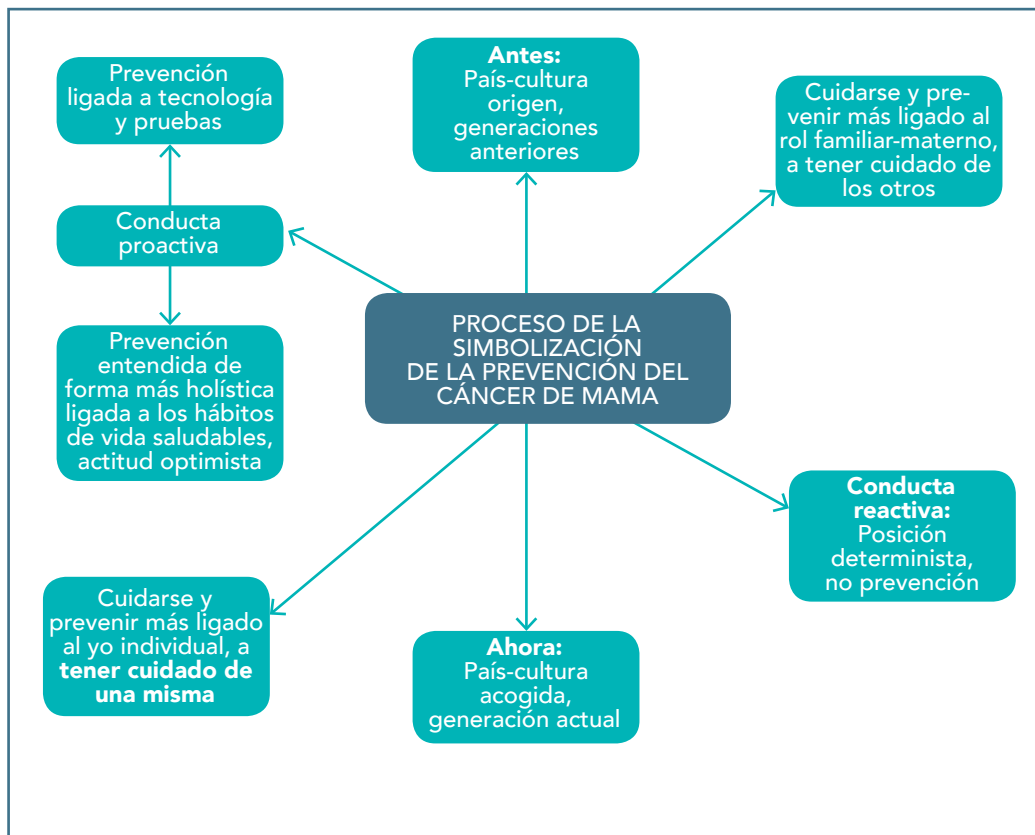 Prevención
ligada a tecnología
y pruebas
Antes:
País-cultura
origen,
generaciones
anteriores
Cuidarse y pre-
venir más ligado al
rol familiar-materno,
a tener cuidado de
los otros
Conducta
proactiva
PROCESO DE LA
SIMBOLIZACIÓN
DE LA PREVENCIÓN DEL
CÁNCER DE MAMA
Prevención
entendida de
forma más holística
ligada a los hábitos
de vida saludables,
actitud optimista
Conducta
reactiva:
Posición
determinista,
no prevención
Cuidarse y
prevenir más ligado
al yo individual, a
tener cuidado de
una misma
Ahora:
País-cultura
acogida,
generación actual